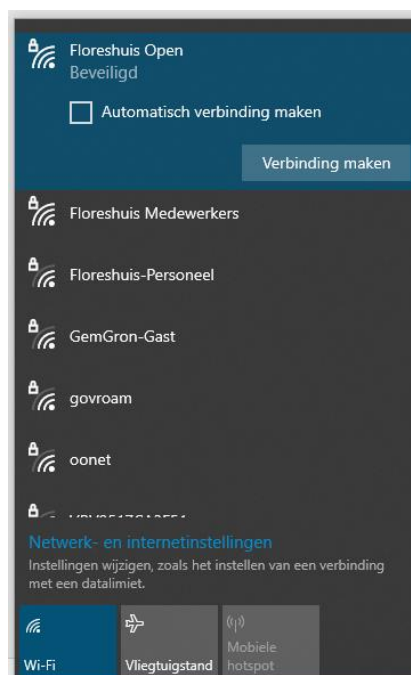 Floreshuis Open
Beveiligd
Automatisch verbinding maken
Verbinding maken
Floreshuis Medewerkers
Floreshuis-Personeel
GemGron-Gast
govroam
oonet
Netwerk- en internetinstellingen
Instellingen wijzigen, zoals het instellen van een verbinding
met een datalimiet.
Wi-Fi
Vliegtuigstand
Mobiele
hotspot